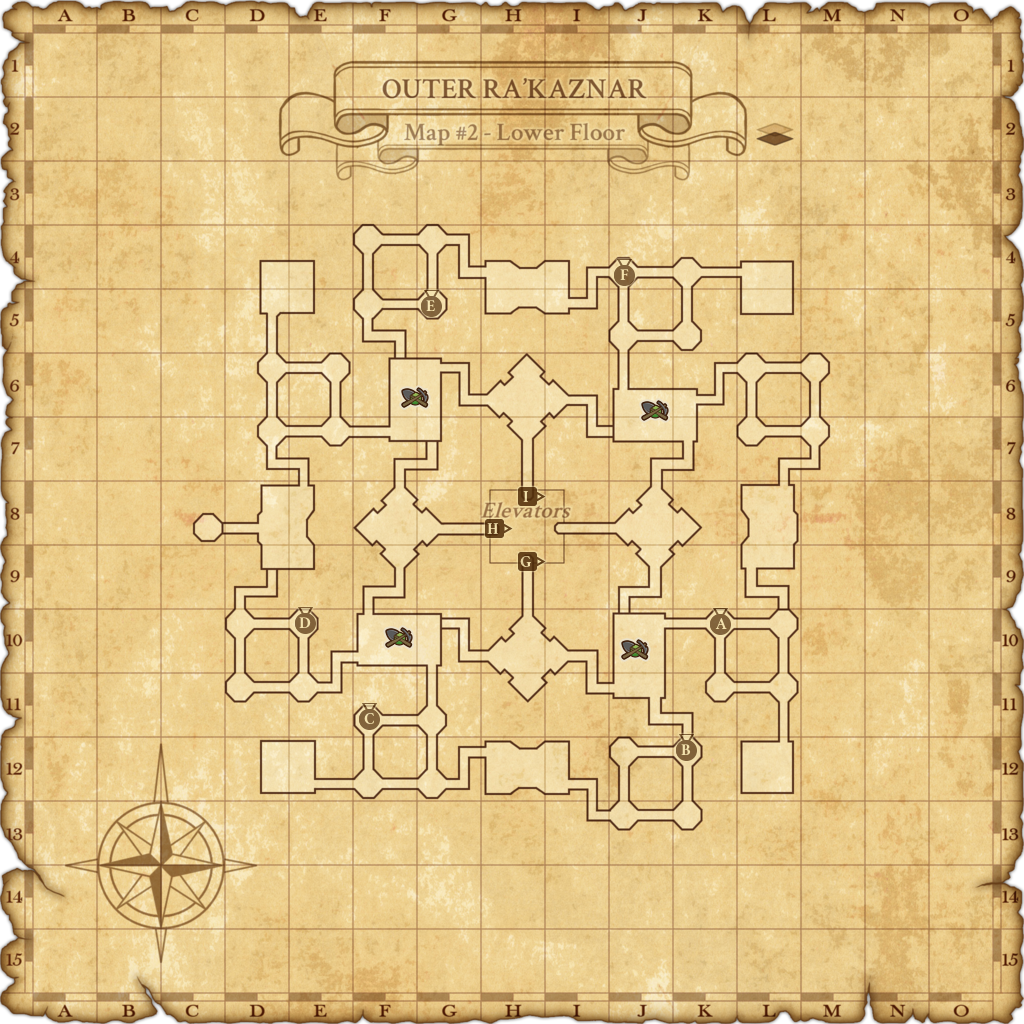 A B C D E F G H I J K L M N O
1 1
OUTER RA'KAZNAR
2 Map #2 - Lower Floor 2
3 3
4 4
F
5 E 5
6 6
7 7
I
8 Elevators 8
H
9 G 9
10 D A 10
11 C 11
B
12 12
13 13
14 14
15 15
A B C D E F G H I J K L M N O